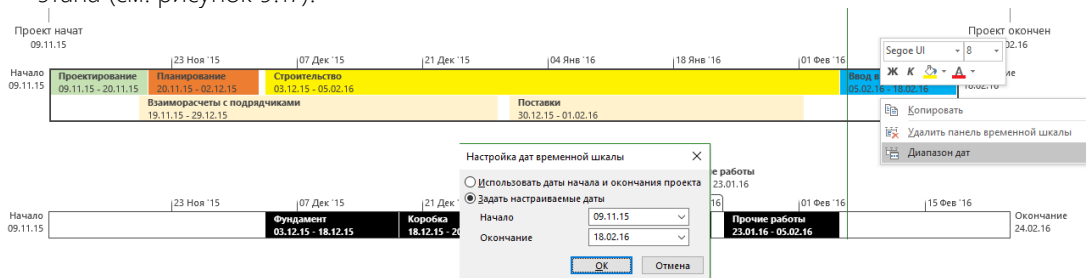 этапа (см. рисунок 5.17).
Проект начат
09.11.15
Проект окончен
02.16
Segoe UI 8
Ж К А
23 Ноя '15 07 Дек '15 21 Дек '15 04 Янв '16 18 Янв '16 01 Фев '16
Начало
09.11.15
Проектирование
09.11.15 - 20.11.15
Планирование
20.11.15 - 02.12.15
Строительство
03.12.15 - 05.02.16
Ввод в
05.02.16 - 18.02.16
ие
18.02.16
Взаиморасчеты с подрядчиками
19.11.15 - 29.12.15
Поставки
30.12.15 - 01.02.16
Копировать
Удалить панель временной шкалы
Диапазон дат
Настройка дат временной шкалы
Использовать даты начала и окончания проекта
Задать настраиваемые даты
Начало 09.11.15
Окончание 18.02.16
OK Отмена
е работы
23.01.16
23 Ноя '15 07 Дек '15 21 Дек '
16 01 Фев '16 15 Фев '16
Начало
09.11.15
Фундамент
03.12.15 - 18.12.15
Коробка
18.12.15 - 20
Прочие работы
23.01.16 - 05.02.16
Окончание
24.02.16